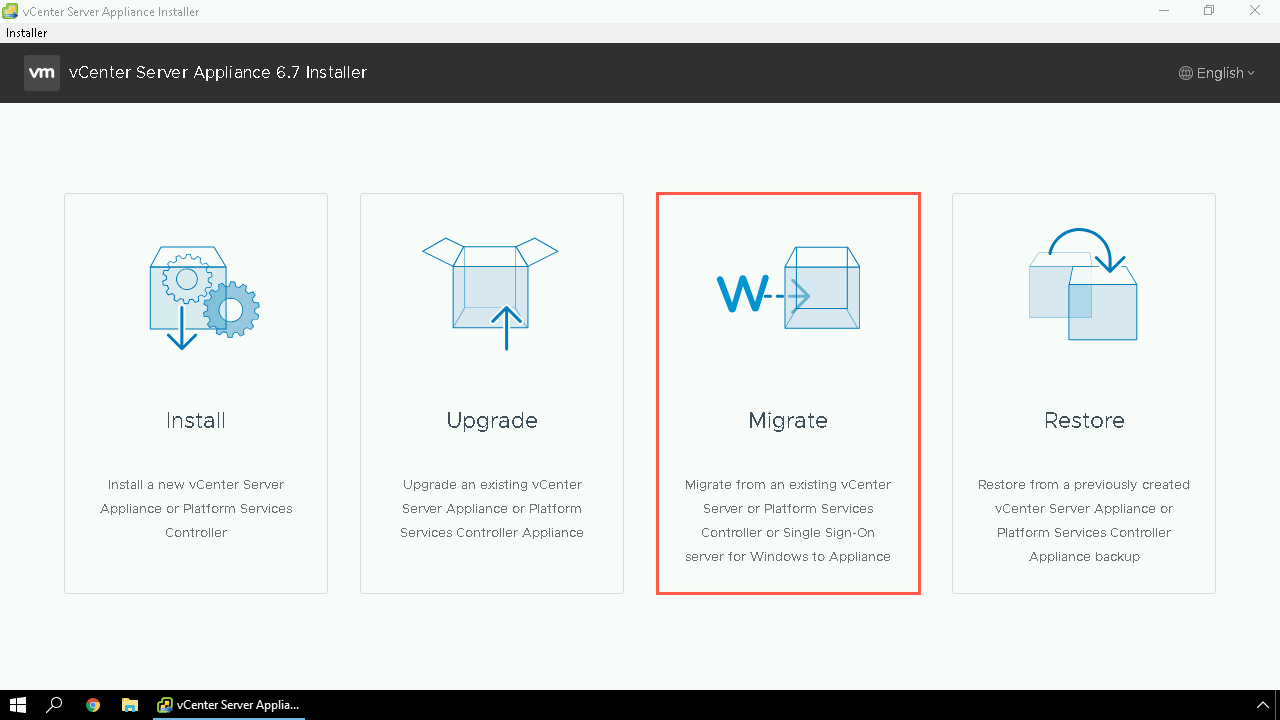 vCenter Server Appliance Installer
Installer
vm vCenter Server Appliance 6.7 Installer
English
Install
Install a new vCenter Server
Appliance or Platform Services
Controller
Upgrade
Upgrade an existing vCenter
Server Appliance or Platform
Services Controller Appliance
W
Migrate
Migrate from an existing vCenter
Server or Platform Services
Controller or Single Sign-On
server for Windows to Appliance
Restore
Restore from a previously created
vCenter Server Appliance or
Platform Services Controller
Appliance backup
vCenter Server Applia...